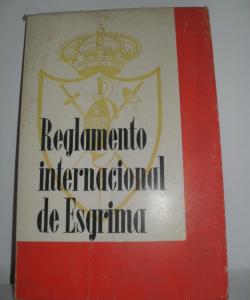 Reglamento
internacional
de Esgrima